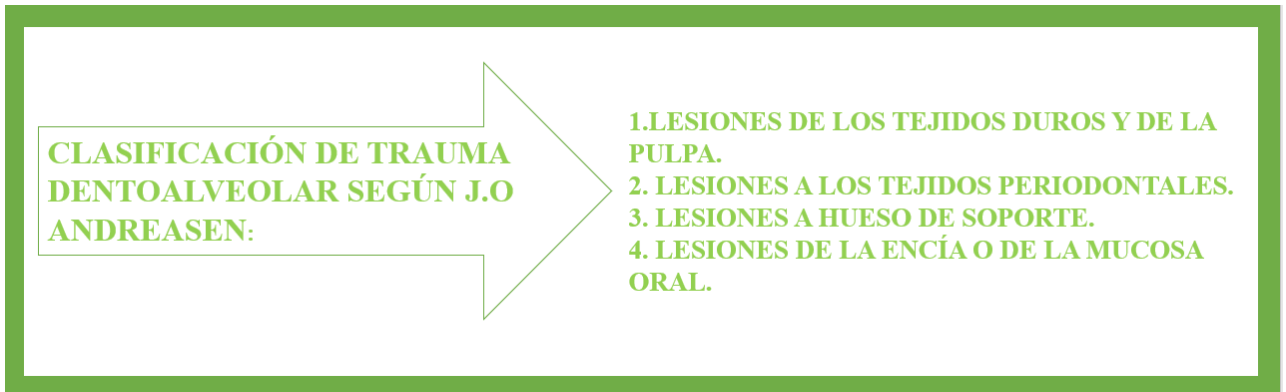 CLASIFICACIÓN DE TRAUMA
DENTOALVEOLAR SEGÚN J.O
ANDREASEN:
1.LESIONES DE LOS TEJIDOS DUROS Y DE LA
PULPA.
2. LESIONES A LOS TEJIDOS PERIODONTALES.
3. LESIONES A HUESO DE SOPORTE.
4. LESIONES DE LA ENCÍA O DE LA MUCOSA
ORAL.